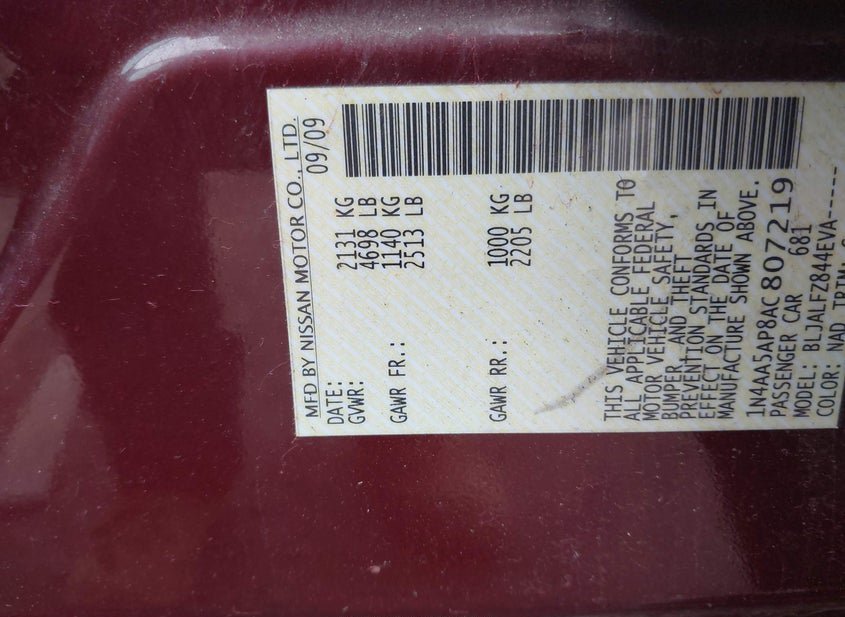 MFD BY NISSAN MOTOR CO., LTD.
DATE: 09/09
GVWR: 2131 KG
4698 LB
GAWR FR.: 1140 KG
2513 LB
GAWR RR.: 1000 KG
2205 LB
THIS VEHICLE CONFORMS TO
ALL APPLICABLE FEDERAL
MOTOR VEHICLE SAFETY,
BUMPER, AND THEFT
PREVENTION STANDARDS IN
EFFECT ON THE DATE OF
MANUFACTURE SHOWN ABOVE.
1N4AA5AP8AC807219
PASSENGER CAR 681
MODEL: BLJALFZ844EVA-----
COLOR: NAD TRIM: